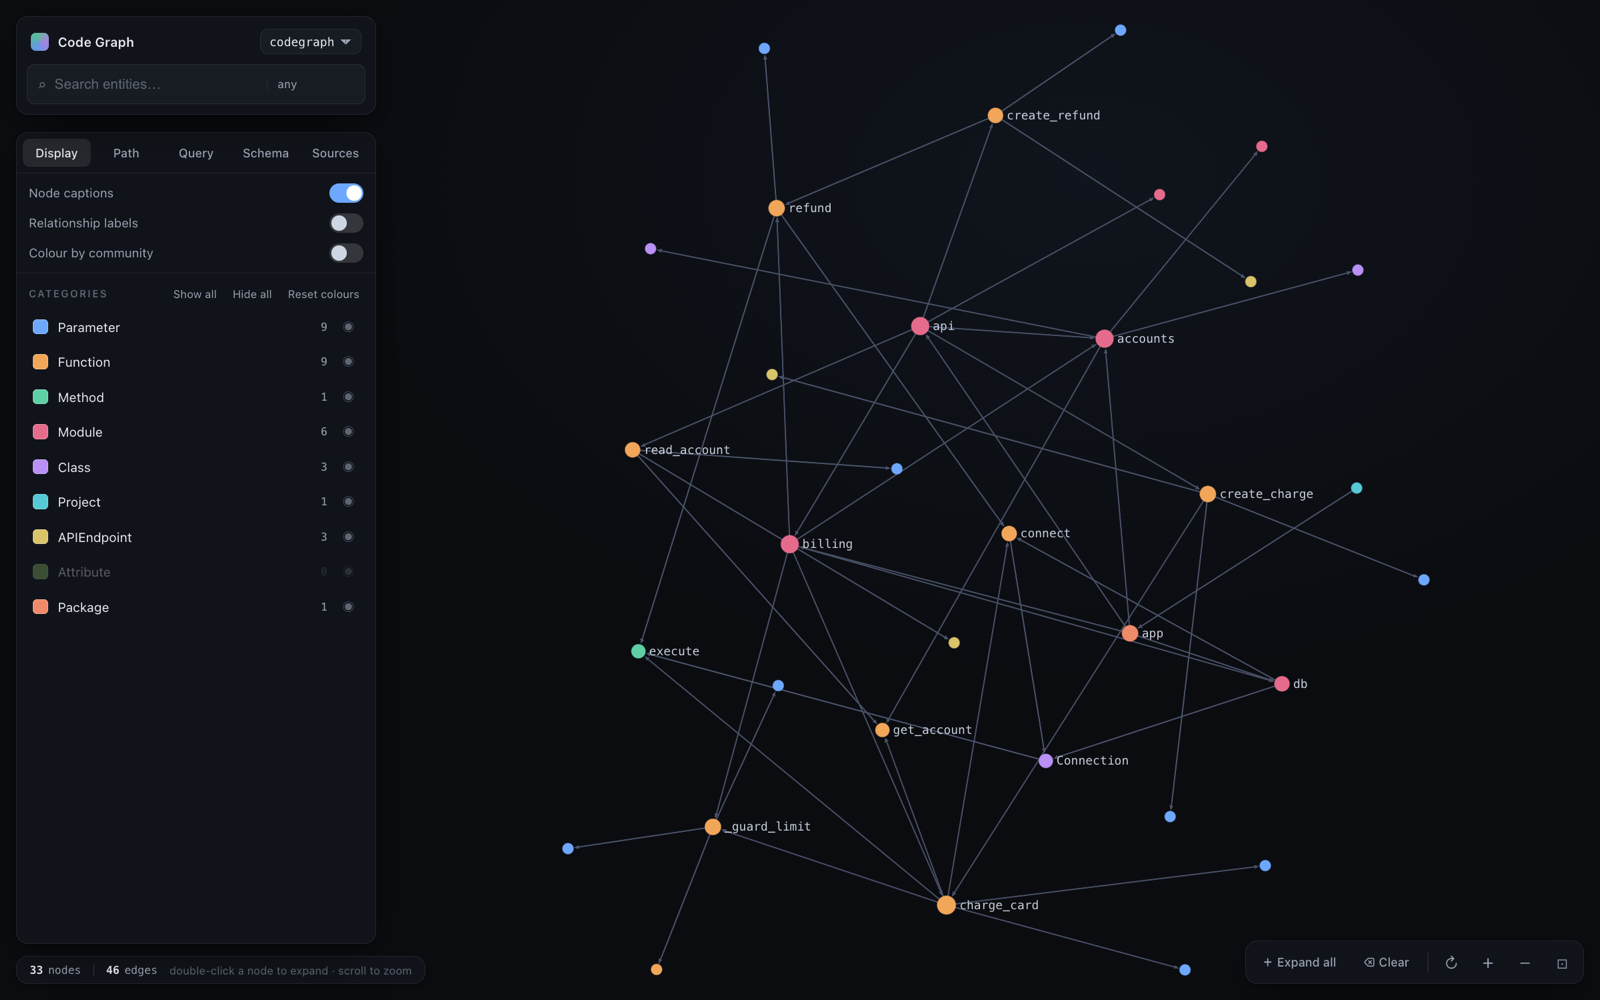 Code Graph
codegraph
Search entities…
any
Display Path Query Schema Sources
Node captions
Relationship labels
Colour by community
CATEGORIES Show all Hide all Reset colours
Parameter 9
Function 9
Method 1
Module 6
Class 3
Project 1
APIEndpoint 3
Attribute 0
Package 1
33 nodes 46 edges double-click a node to expand · scroll to zoom
create_refund
refund
api
accounts
read_account
create_charge
connect
billing
app
execute
db
get_account
Connection
_guard_limit
charge_card
+ Expand all Clear